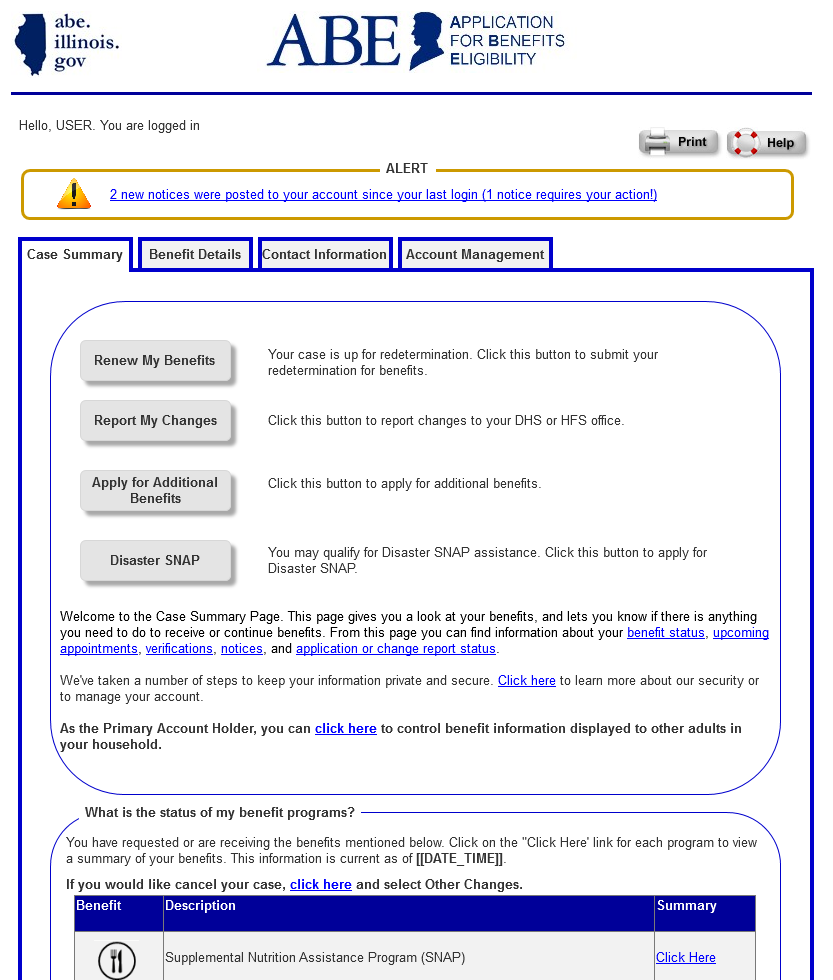 abe.
illinois.
gov
ABE
APPLICATION
FOR BENEFITS
ELIGIBILITY
Hello, USER. You are logged in
Print
Help
ALERT
2 new notices were posted to your account since your last login (1 notice requires your action!)
Case Summary
Benefit Details
Contact Information
Account Management
Renew My Benefits
Your case is up for redetermination. Click this button to submit your
redetermination for benefits.
Report My Changes
Click this button to report changes to your DHS or HFS office.
Apply for Additional
Benefits
Click this button to apply for additional benefits.
Disaster SNAP
You may qualify for Disaster SNAP assistance. Click this button to apply for
Disaster SNAP.
Welcome to the Case Summary Page. This page gives you a look at your benefits, and lets you know if there is anything
you need to do to receive or continue benefits. From this page you can find information about your benefit status, upcoming
appointments, verifications, notices, and application or change report status.
We've taken a number of steps to keep your information private and secure. Click here to learn more about our security or
to manage your account.
As the Primary Account Holder, you can click here to control benefit information displayed to other adults in
your household.
What is the status of my benefit programs?
You have requested or are receiving the benefits mentioned below. Click on the "Click Here' link for each program to view
a summary of your benefits. This information is current as of [[DATE_TIME]].
If you would like cancel your case, click here and select Other Changes.
Benefit Description Summary
Supplemental Nutrition Assistance Program (SNAP) Click Here